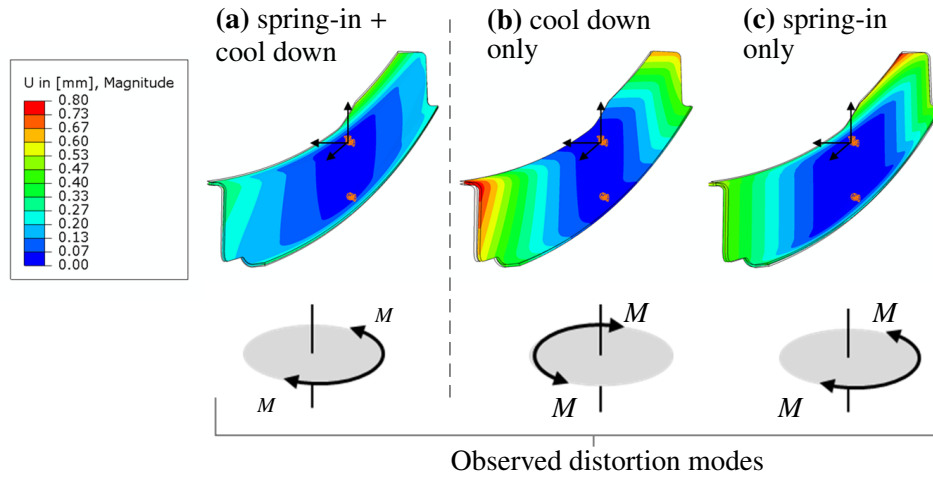 (a) spring-in +
cool down
(b) cool down
only
(c) spring-in
only
U in [mm], Magnitude
0.80
0.73
0.67
0.60
0.53
0.47
0.40
0.33
0.27
0.20
0.13
0.07
0.00
M
M
M
M
M
M
Observed distortion modes